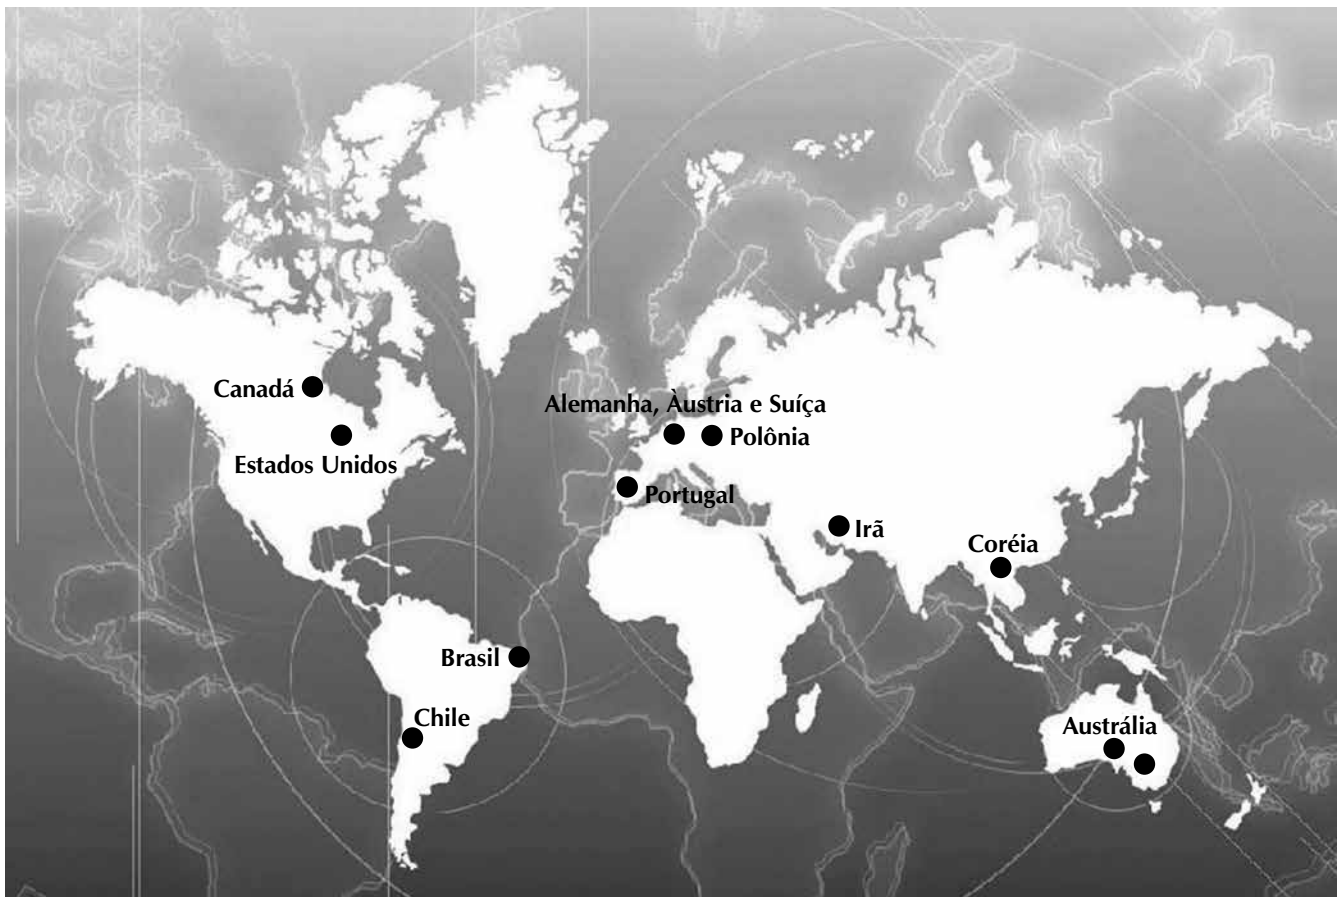 Canadá
Alemanha, Àustria e Suíça
Polônia
Estados Unidos
Portugal
Irã
Coréia
Brasil
Chile
Austrália